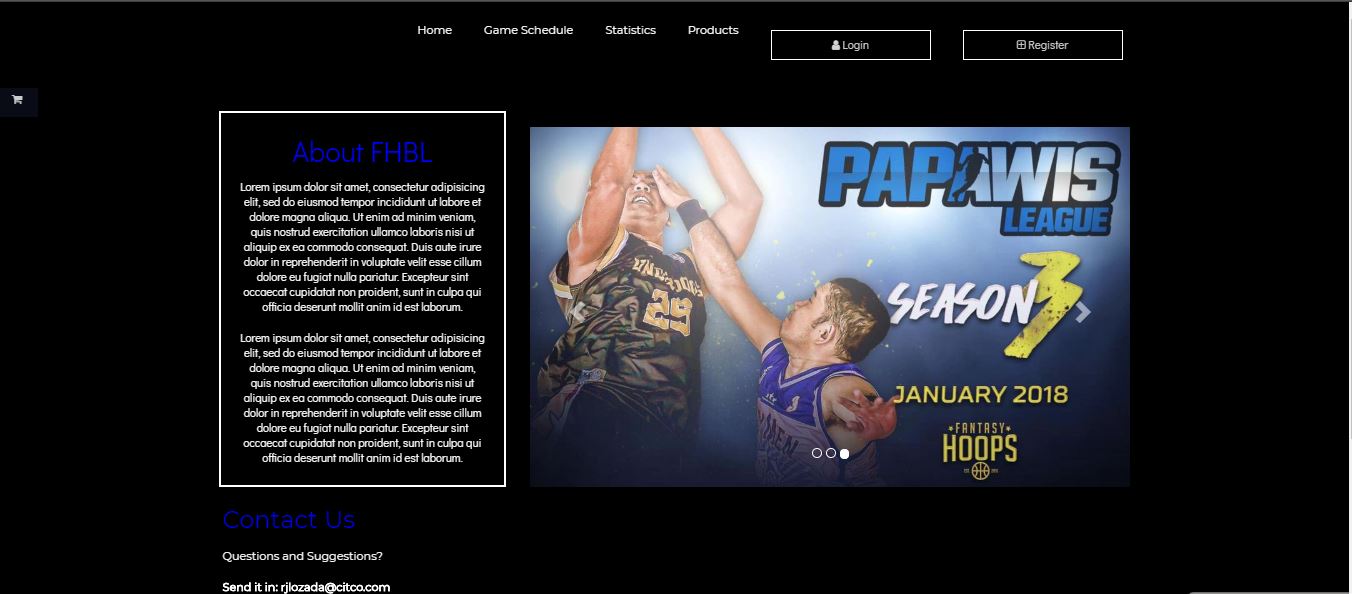 Home Game Schedule Statistics Products Login Register
About FHBL
Lorem ipsum dolor sit amet, consectetur adipisicing
elit, sed do eiusmod tempor incididunt ut labore et
dolore magna aliqua. Ut enim ad minim veniam,
quis nostrud exercitation ullamco laboris nisi ut
aliquip ex ea commodo consequat. Duis aute irure
dolor in reprehenderit in voluptate velit esse cillum
dolore eu fugiat nulla pariatur. Excepteur sint
occaecat cupidatat non proident, sunt in culpa qui
officia deserunt mollit anim id est laborum.
Lorem ipsum dolor sit amet, consectetur adipisicing
elit, sed do eiusmod tempor incididunt ut labore et
dolore magna aliqua. Ut enim ad minim veniam,
quis nostrud exercitation ullamco laboris nisi ut
aliquip ex ea commodo consequat. Duis aute irure
dolor in reprehenderit in voluptate velit esse cillum
dolore eu fugiat nulla pariatur. Excepteur sint
occaecat cupidatat non proident, sunt in culpa qui
officia deserunt mollit anim id est laborum.
PAPAWIS
LEAGUE
SEASON 3
JANUARY 2018
FANTASY
HOOPS
25
Contact Us
Questions and Suggestions?
Send it in: rjlozada@citco.com